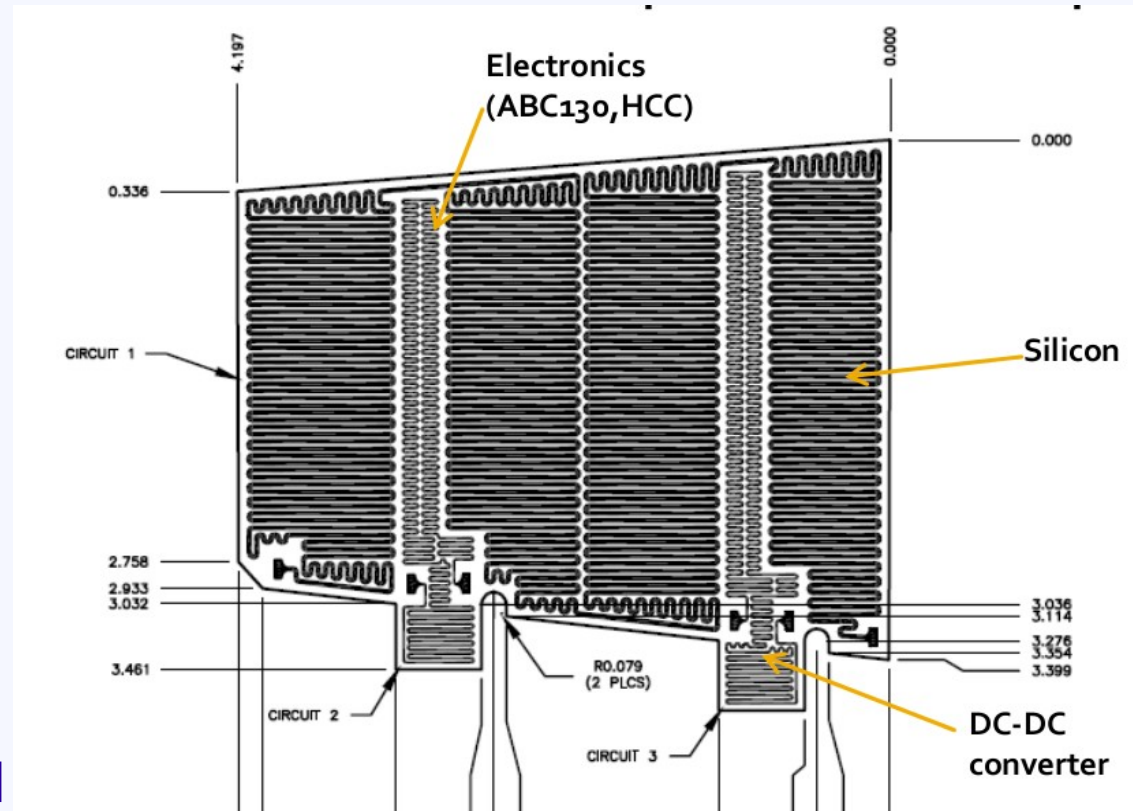 4.197
0.000
Electronics
(ABC130,HCC)
0.000
0.336
CIRCUIT 1
Silicon
2.758
2.933
3.032
3.461
3.036
3.114
3.276
3.354
3.399
R0.079
(2 PLCS)
CIRCUIT 2
CIRCUIT 3
DC-DC
converter